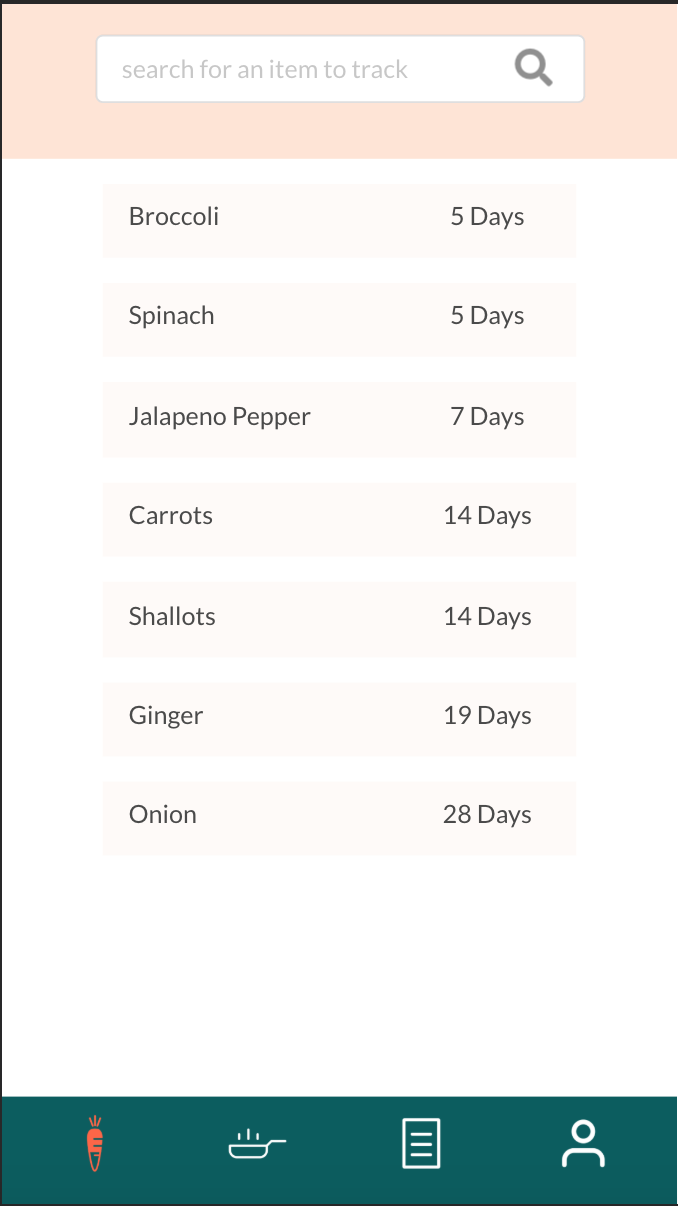 search for an item to track
Broccoli 5 Days
Spinach 5 Days
Jalapeno Pepper 7 Days
Carrots 14 Days
Shallots 14 Days
Ginger 19 Days
Onion 28 Days